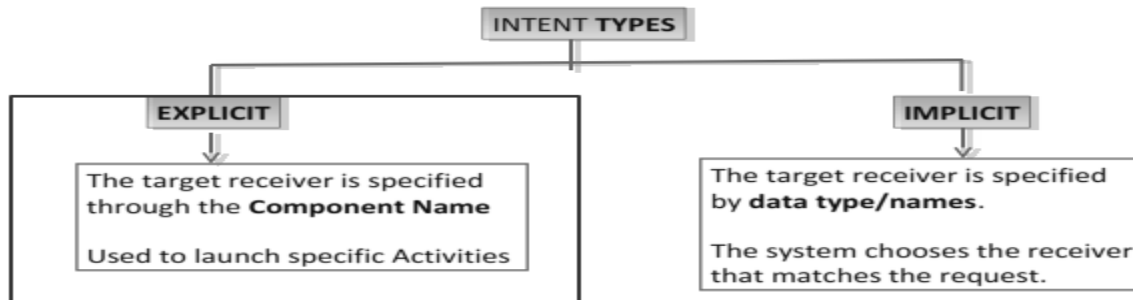 INTENT TYPES
EXPLICIT
The target receiver is specified
through the Component Name
Used to launch specific Activities
IMPLICIT
The target receiver is specified
by data type/names.
The system chooses the receiver
that matches the request.